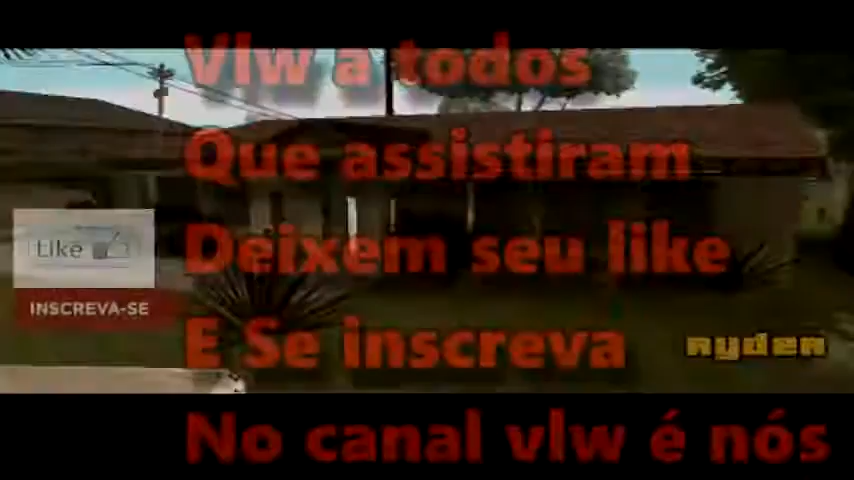 Vlw a todos
Que assistiram
Deixem seu like
E Se inscreva
No canal vlw é nós
Like
INSCREVA-SE
nyden